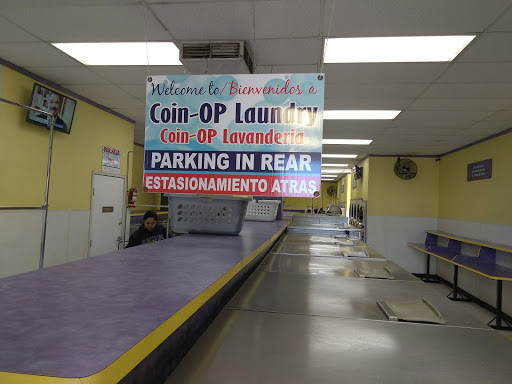 Welcome to/Bienvenidos a
Coin-OP Laundry
Coin-OP Lavanderia
PARKING IN REAR
ESTASIONAMIENTO ATRAS